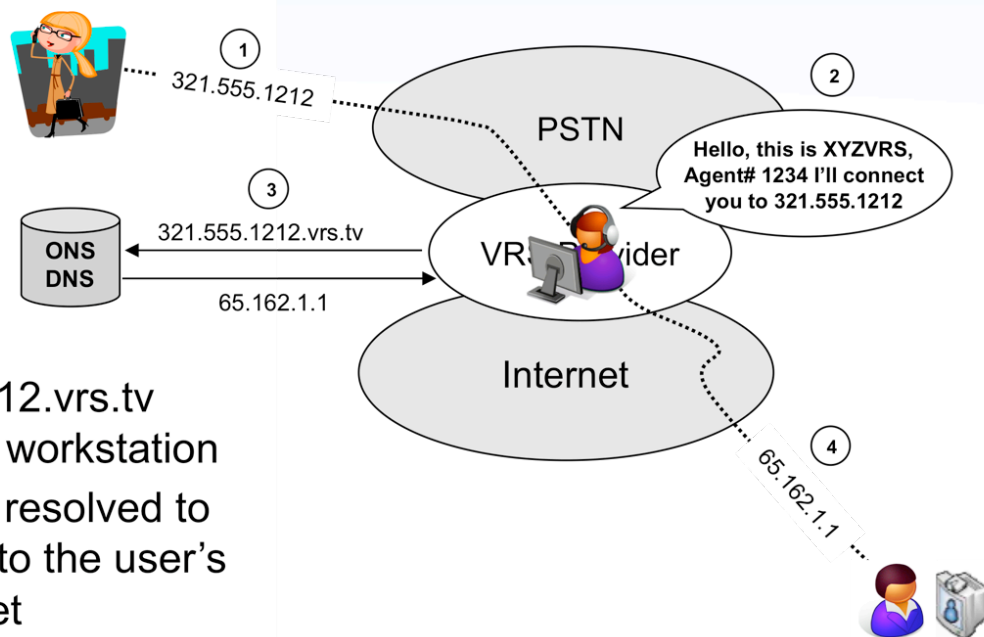 1
321.555.1212
PSTN
2
Hello, this is XYZVRS,
Agent# 1234 I'll connect
you to 321.555.1212
3
321.555.1212.vrs.tv
ONS
DNS
65.162.1.1
Internet
4
65.162.1.1
12.vrs.tv
workstation
resolved to
to the user's